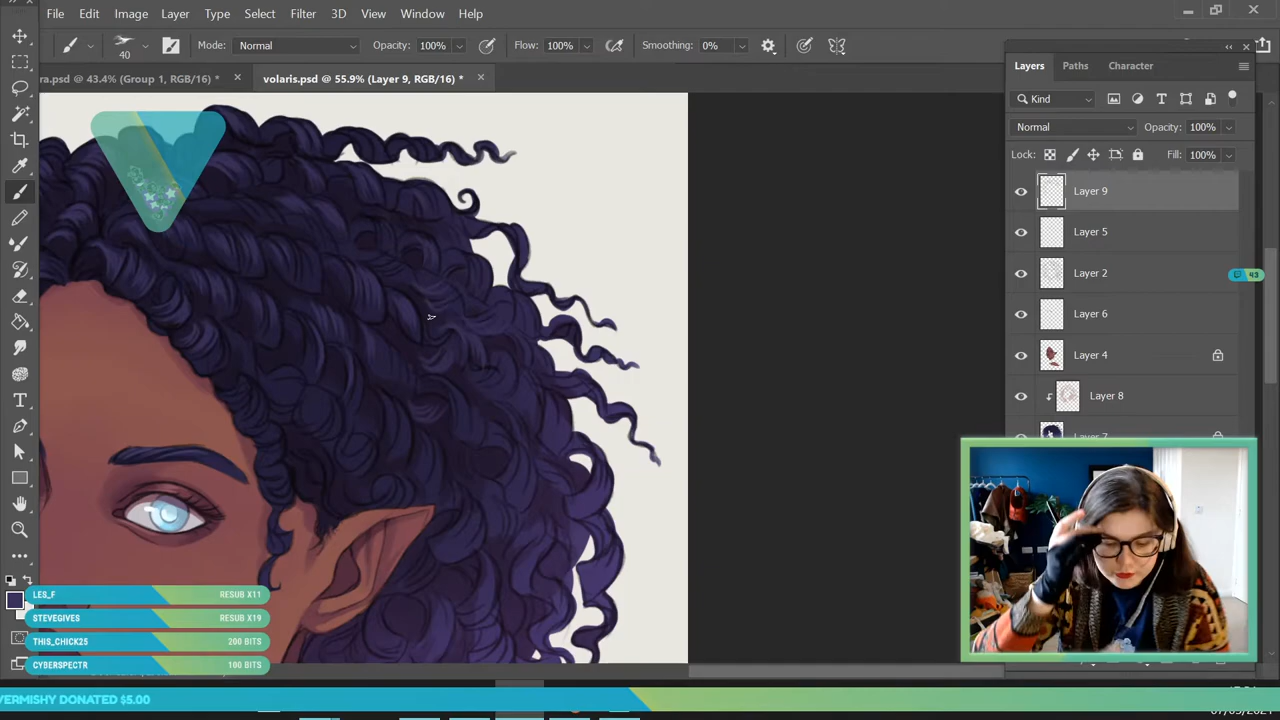 File Edit Image Layer Type Select Filter 3D View Window Help
40 Mode: Normal Opacity: 100% Flow: 100% Smoothing: 0%
ra.psd @ 43.4% (Group 1, RGB/16) * volaris.psd @ 55.9% (Layer 9, RGB/16) *
Layers Paths Character
Kind
Normal Opacity: 100%
Lock: Fill: 100%
Layer 9
Layer 5
Layer 2
43
Layer 6
Layer 4
Layer 8
Layer 7
LES_F RESUB X11
STEVEGIVES RESUB X19
THIS_CHICK25 200 BITS
CYBERSPECTR 100 BITS
VERMISHY DONATED $5.00